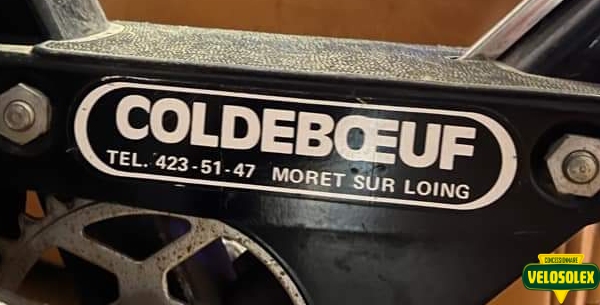 COLDEBŒUF
TEL. 423-51-47 MORET SUR LOING
CONCESSIONNAIRE
VELOSOLEX